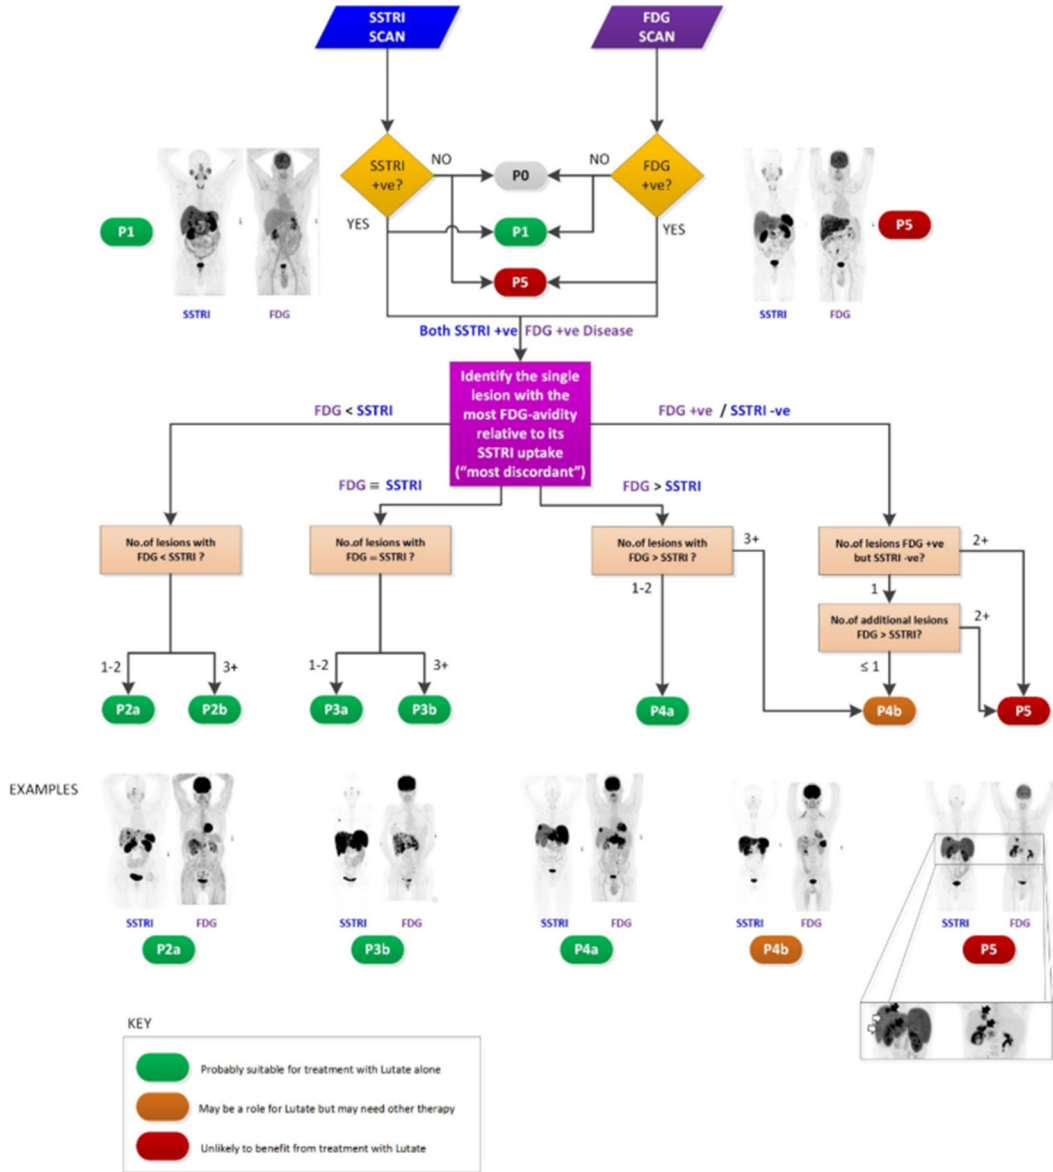 SSTRI
SCAN
FDG
SCAN
SSTRI
+ve?
NO
P0
NO
FDG
+ve?
YES
P1
YES
P1
P5
P5
SSTRI
FDG
SSTRI
FDG
Both SSTRI +ve FDG +ve Disease
Identify the single
lesion with the
most FDG-avidity
relative to its
SSTRI uptake
("most discordant")
FDG < SSTRI
FDG +ve / SSTRI -ve
FDG = SSTRI
FDG > SSTRI
No.of lesions with
FDG < SSTRI ?
No.of lesions with
FDG = SSTRI ?
No.of lesions with
FDG > SSTRI ?
3+
No.of lesions FDG +ve
but SSTRI -ve?
2+
1-2
1
No.of additional lesions
FDG > SSTRI?
2+
1-2
3+
1-2
3+
≤ 1
P2a
P2b
P3a
P3b
P4a
P4b
P5
EXAMPLES
SSTRI
FDG
SSTRI
FDG
SSTRI
FDG
SSTRI
FDG
SSTRI
FDG
P2a
P3b
P4a
P4b
P5
KEY
Probably suitable for treatment with Lutate alone
May be a role for Lutate but may need other therapy
Unlikely to benefit from treatment with Lutate